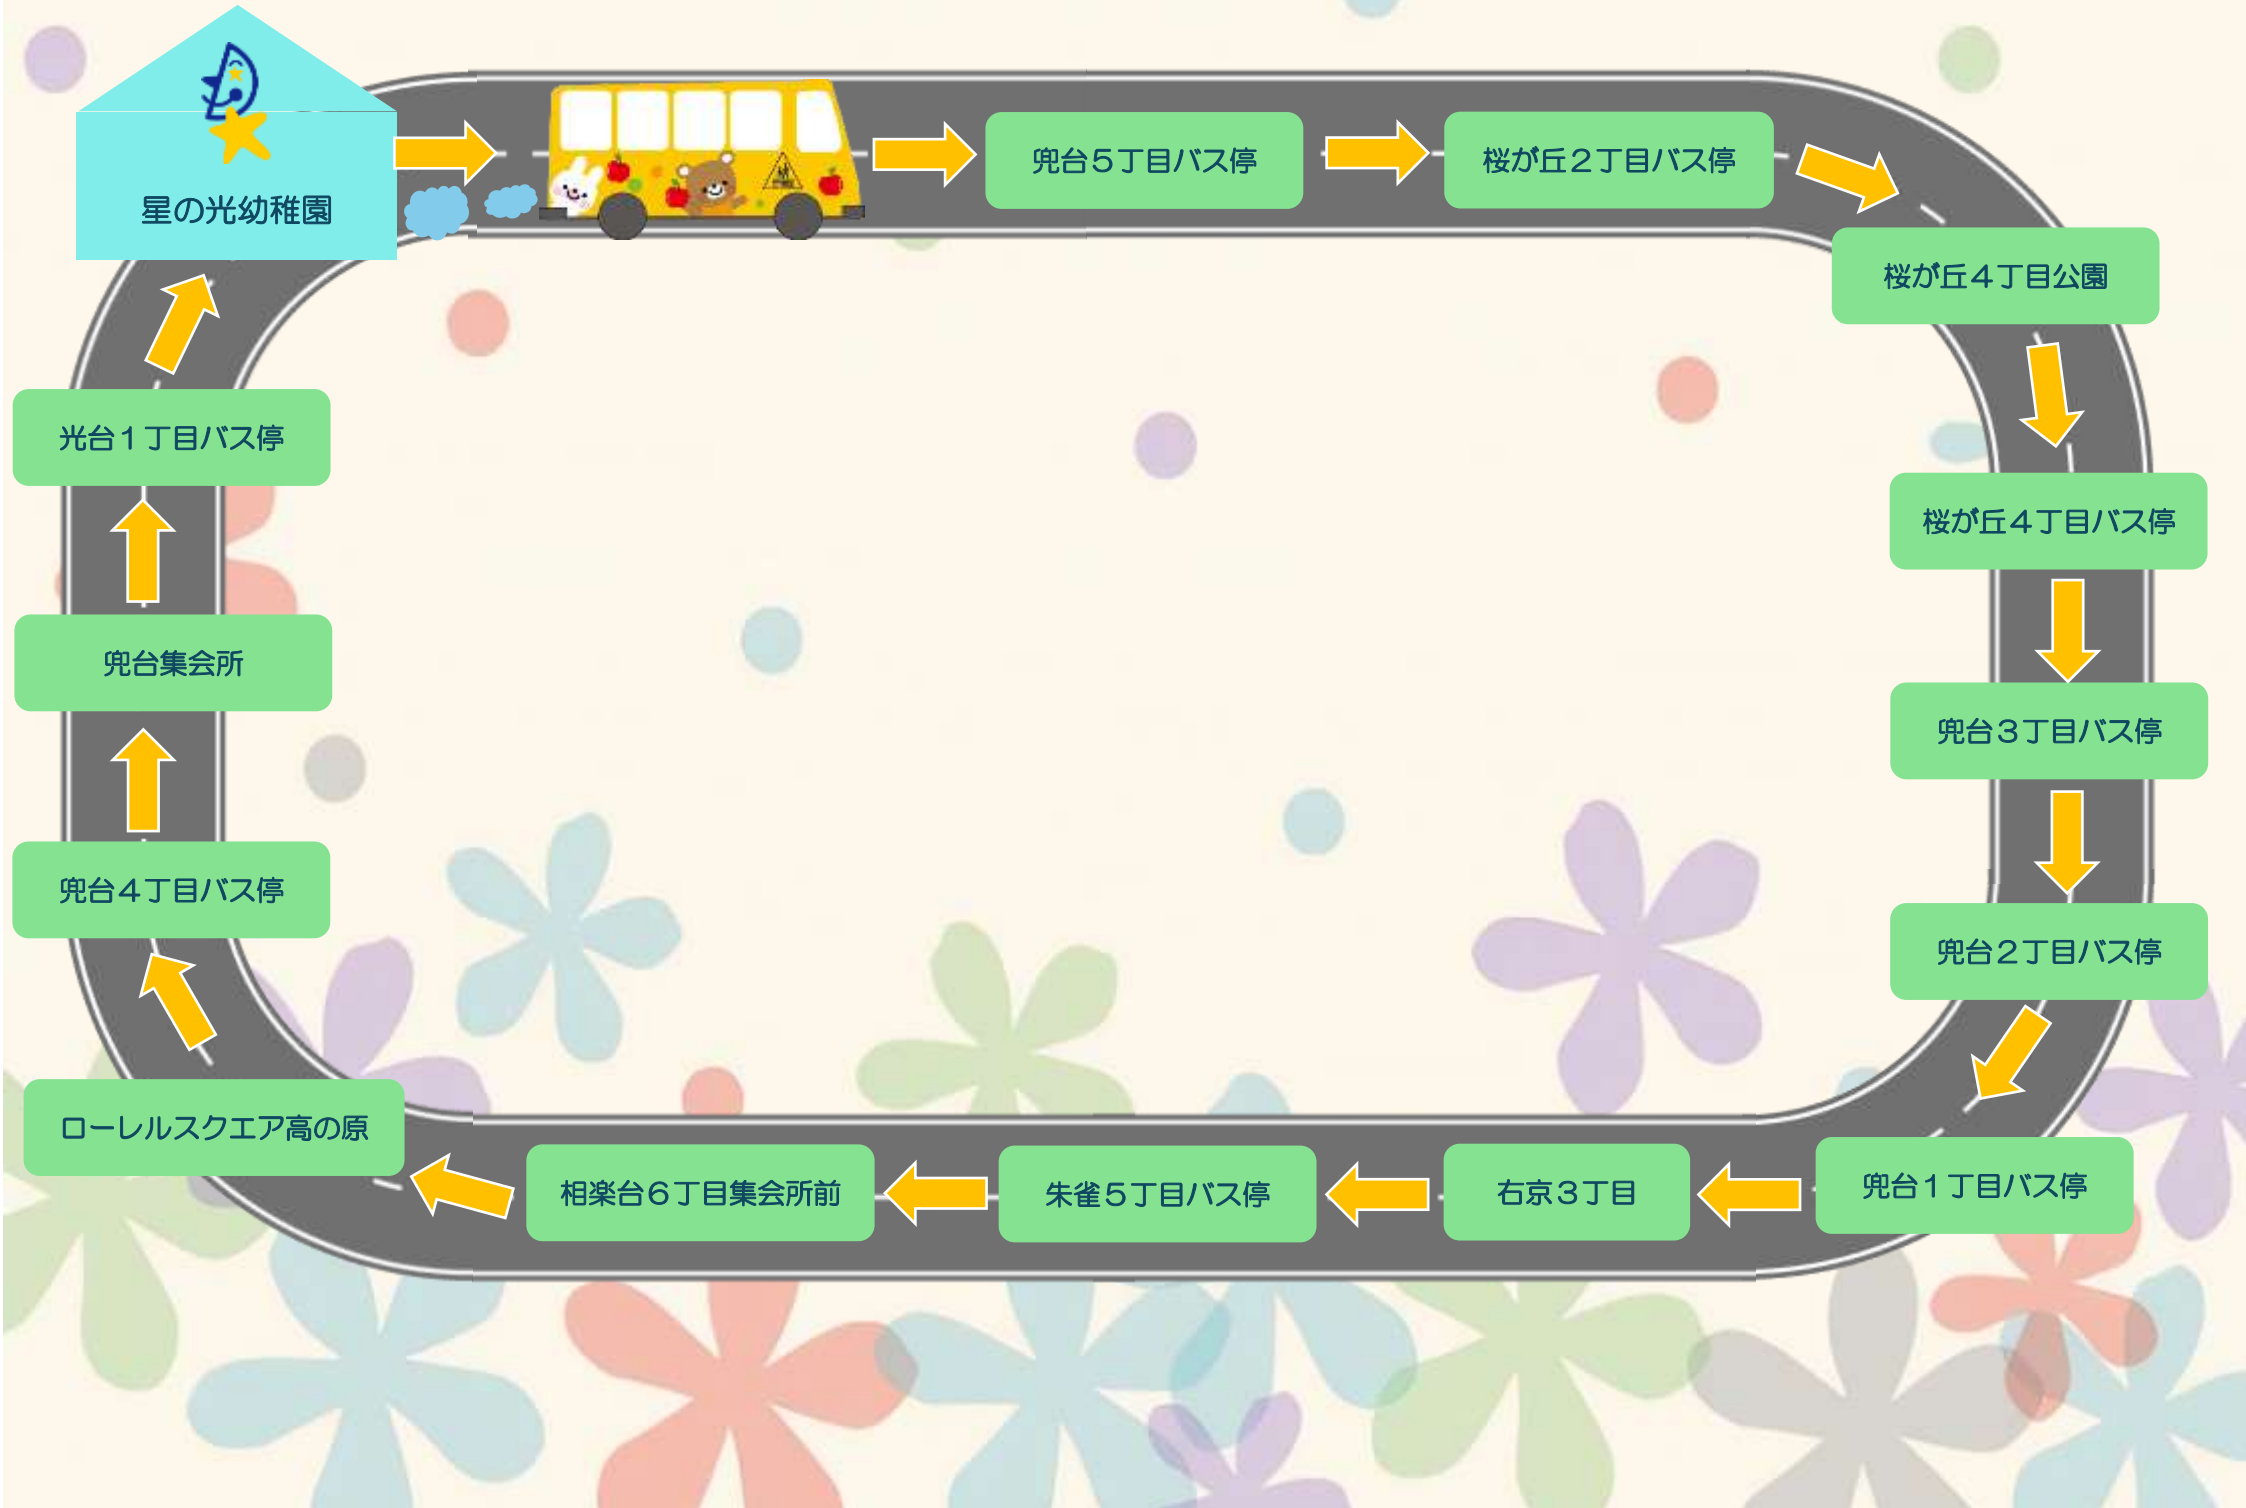 星の光幼稚園
兜台５丁目バス停
桜が丘２丁目バス停
桜が丘４丁目公園
桜が丘４丁目バス停
兜台３丁目バス停
兜台２丁目バス停
兜台１丁目バス停
右京３丁目
朱雀５丁目バス停
相楽台６丁目集会所前
ローレルスクエア高の原
兜台４丁目バス停
兜台集会所
光台１丁目バス停